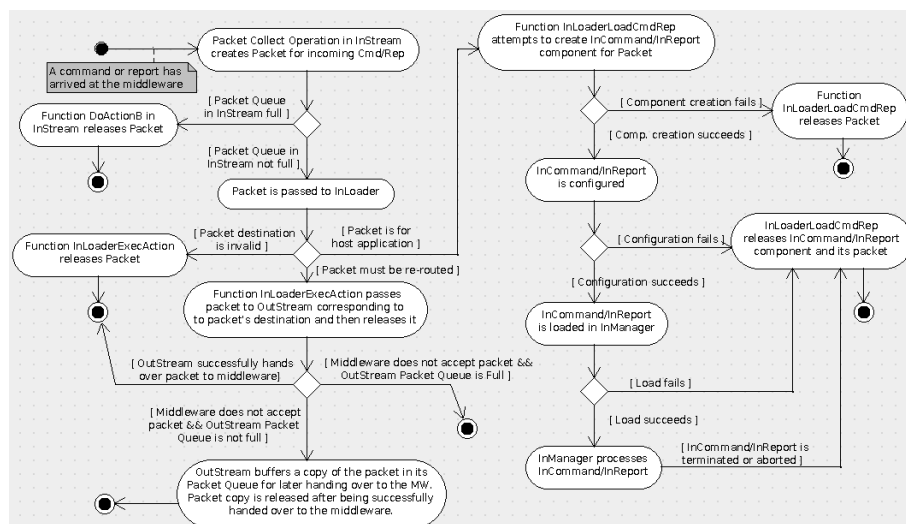 Packet Collect Operation in InStream
creates Packet for incoming Cmd/Rep
A command or report has
arrived at the middleware
[ Packet Queue
in InStream full ]
Function DoActionB in
InStream releases Packet
[ Packet Queue in
InStream not full ]
Packet is passed to InLoader
[ Packet destination
is invalid ]
[ Packet is for
host application ]
Function InLoaderExecAction
releases Packet
[ Packet must be re-routed ]
Function InLoaderExecAction passes
packet to OutStream corresponding to
to packet's destination and then releases it
[ OutStream successfully hands
over packet to middleware]
[ Middleware does not accept packet &&
OutStream Packet Queue is Full ]
[ Middleware does not accept
packet && OutStream Packet
Queue is not full ]
OutStream buffers a copy of the packet in its
Packet Queue for later handing over to the MW.
Packet copy is released after being successfully
handed over to the middleware.
Function InLoaderLoadCmdRep
attempts to create InCommand/InReport
component for Packet
[ Component creation fails ]
Function
InLoaderLoadCmdRep
releases Packet
[ Comp. creation succeeds ]
InCommand/InReport
is configured
[ Configuration fails ]
InLoaderLoadCmdRep
releases InCommand/InReport
component and its packet
[ Configuration succeeds ]
InCommand/InReport
is loaded in InManager
[ Load fails ]
[ Load succeeds ]
InManager processes
InCommand/InReport
[ InCommand/InReport is
terminated or aborted ]